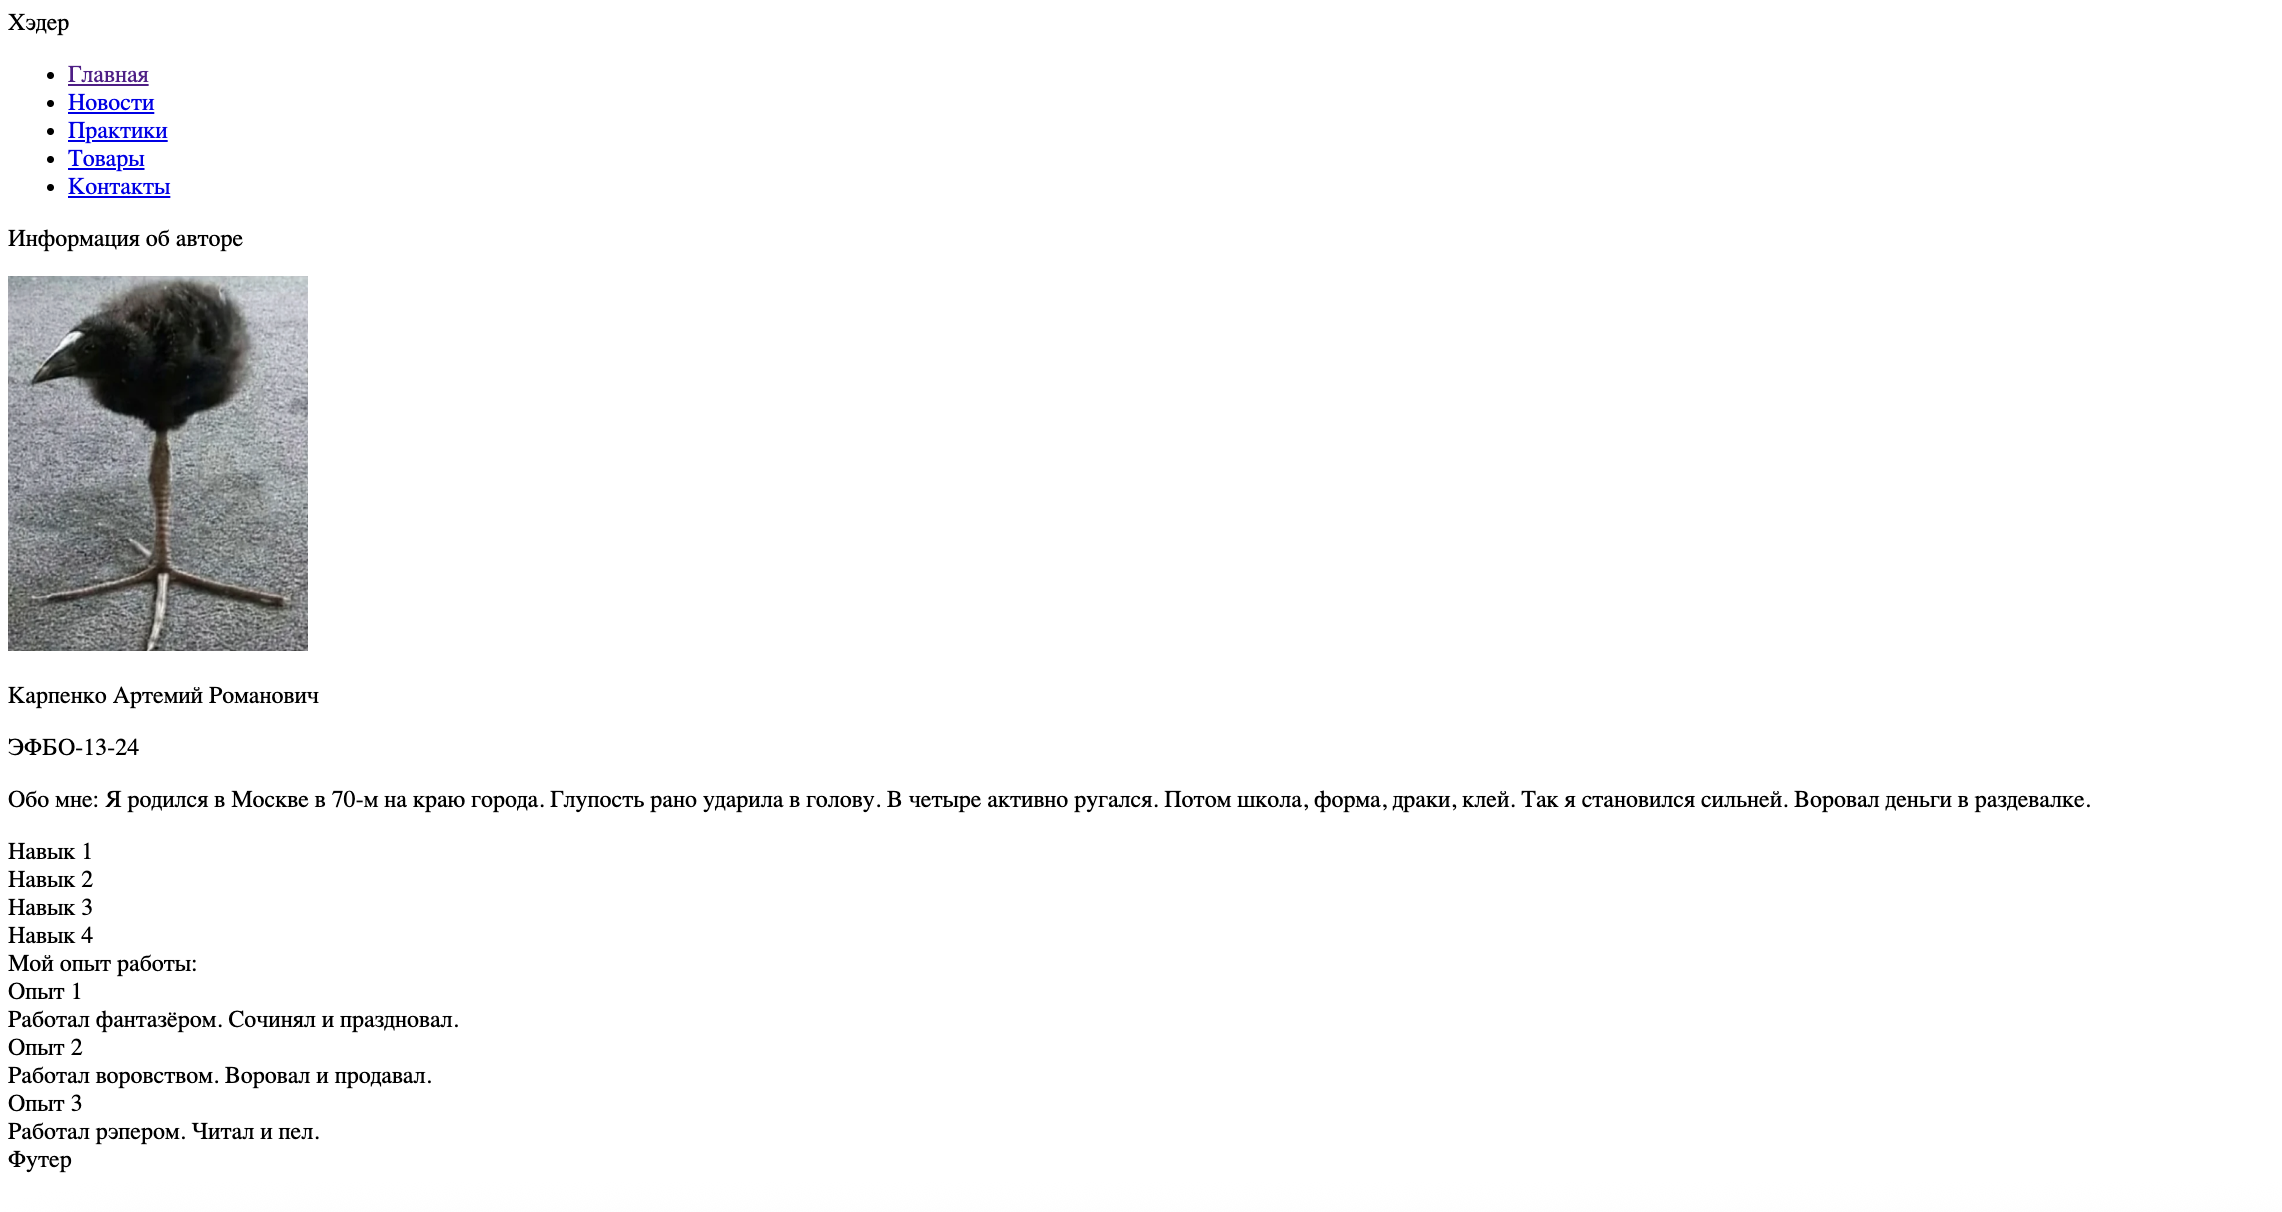 Хэдер
Главная
Новости
Практики
Товары
Контакты
Информация об авторе
Карпенко Артемий Романович
ЭФБО-13-24
Обо мне: Я родился в Москве в 70-м на краю города. Глупость рано ударила в голову. В четыре активно ругался. Потом школа, форма, драки, клей. Так я становился сильней. Воровал деньги в раздевалке.
Навык 1
Навык 2
Навык 3
Навык 4
Мой опыт работы:
Опыт 1
Работал фантазёром. Сочинял и праздновал.
Опыт 2
Работал воровством. Воровал и продавал.
Опыт 3
Работал рэпером. Читал и пел.
Футер